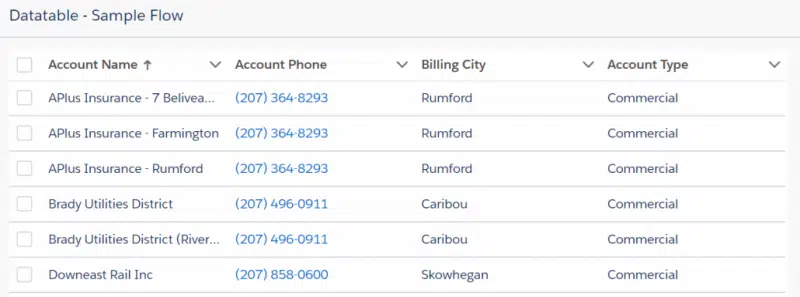 Datatable - Sample Flow
Account Name ↑ Account Phone Billing City Account Type
APlus Insurance - 7 Belivea... (207) 364-8293 Rumford Commercial
APlus Insurance - Farmington (207) 364-8293 Rumford Commercial
APlus Insurance - Rumford (207) 364-8293 Rumford Commercial
Brady Utilities District (207) 496-0911 Caribou Commercial
Brady Utilities District (River... (207) 496-0911 Caribou Commercial
Downeast Rail Inc (207) 858-0600 Skowhegan Commercial